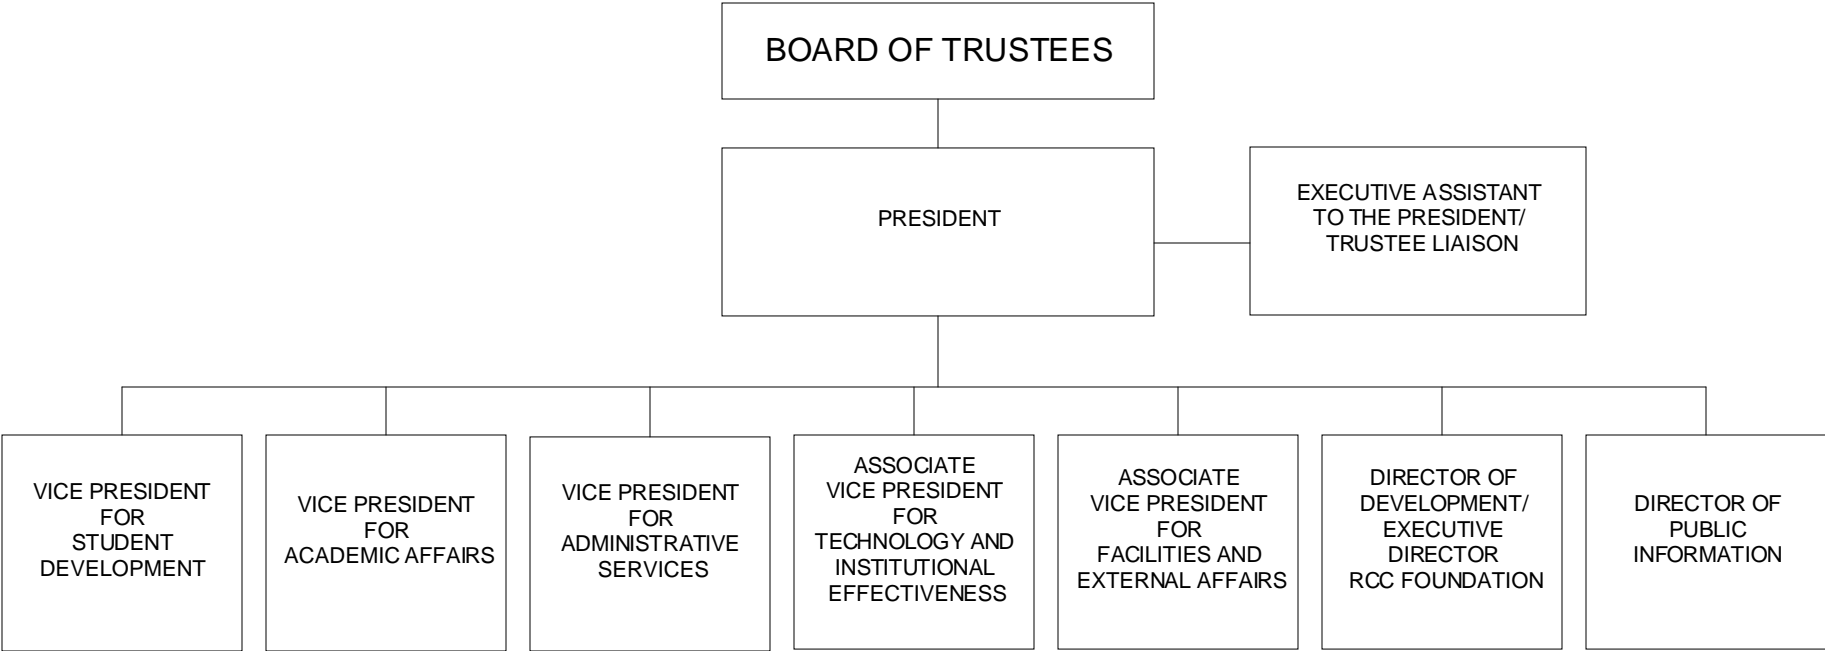 BOARD OF TRUSTEES
PRESIDENT
EXECUTIVE ASSISTANT
TO THE PRESIDENT/
TRUSTEE LIAISON
VICE PRESIDENT
FOR
STUDENT
DEVELOPMENT
VICE PRESIDENT
FOR
ACADEMIC AFFAIRS
VICE PRESIDENT
FOR
ADMINISTRATIVE
SERVICES
ASSOCIATE
VICE PRESIDENT
FOR
TECHNOLOGY AND
INSTITUTIONAL
EFFECTIVENESS
ASSOCIATE
VICE PRESIDENT
FOR
FACILITIES AND
EXTERNAL AFFAIRS
DIRECTOR OF
DEVELOPMENT/
EXECUTIVE
DIRECTOR
RCC FOUNDATION
DIRECTOR OF
PUBLIC
INFORMATION